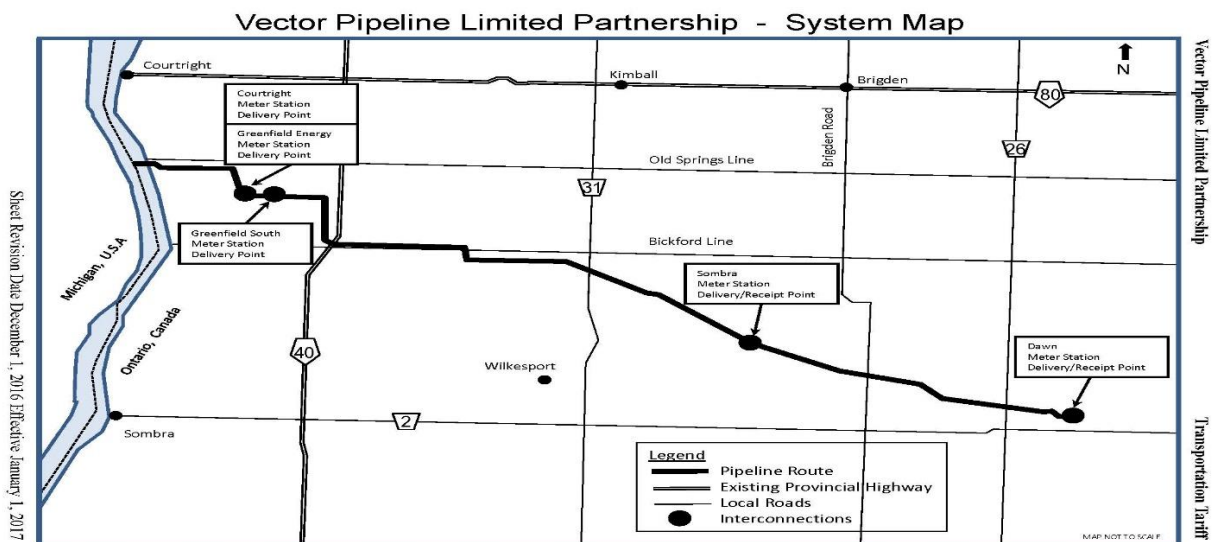 Vector Pipeline Limited Partnership - System Map
Courtright
Kimball
Brigden
N
80
Courtright
Meter Station
Delivery Point
Greenfield Energy
Meter Station
Delivery Point
Old Springs Line
Brigden Road
26
31
Greenfield South
Meter Station
Delivery Point
Bickford Line
Michigan, U.S.A
Ontario, Canada
Sombra
Meter Station
Delivery/Receipt Point
40
Wilkesport
Dawn
Meter Station
Delivery/Receipt Point
Sombra
2
Legend
Pipeline Route
Existing Provincial Highway
Local Roads
Interconnections
MAP NOT TO SCALE
Vector Pipeline Limited Partnership
Transportation Tariff
Sheet Revision Date December 1, 2016 Effective January 1, 2017